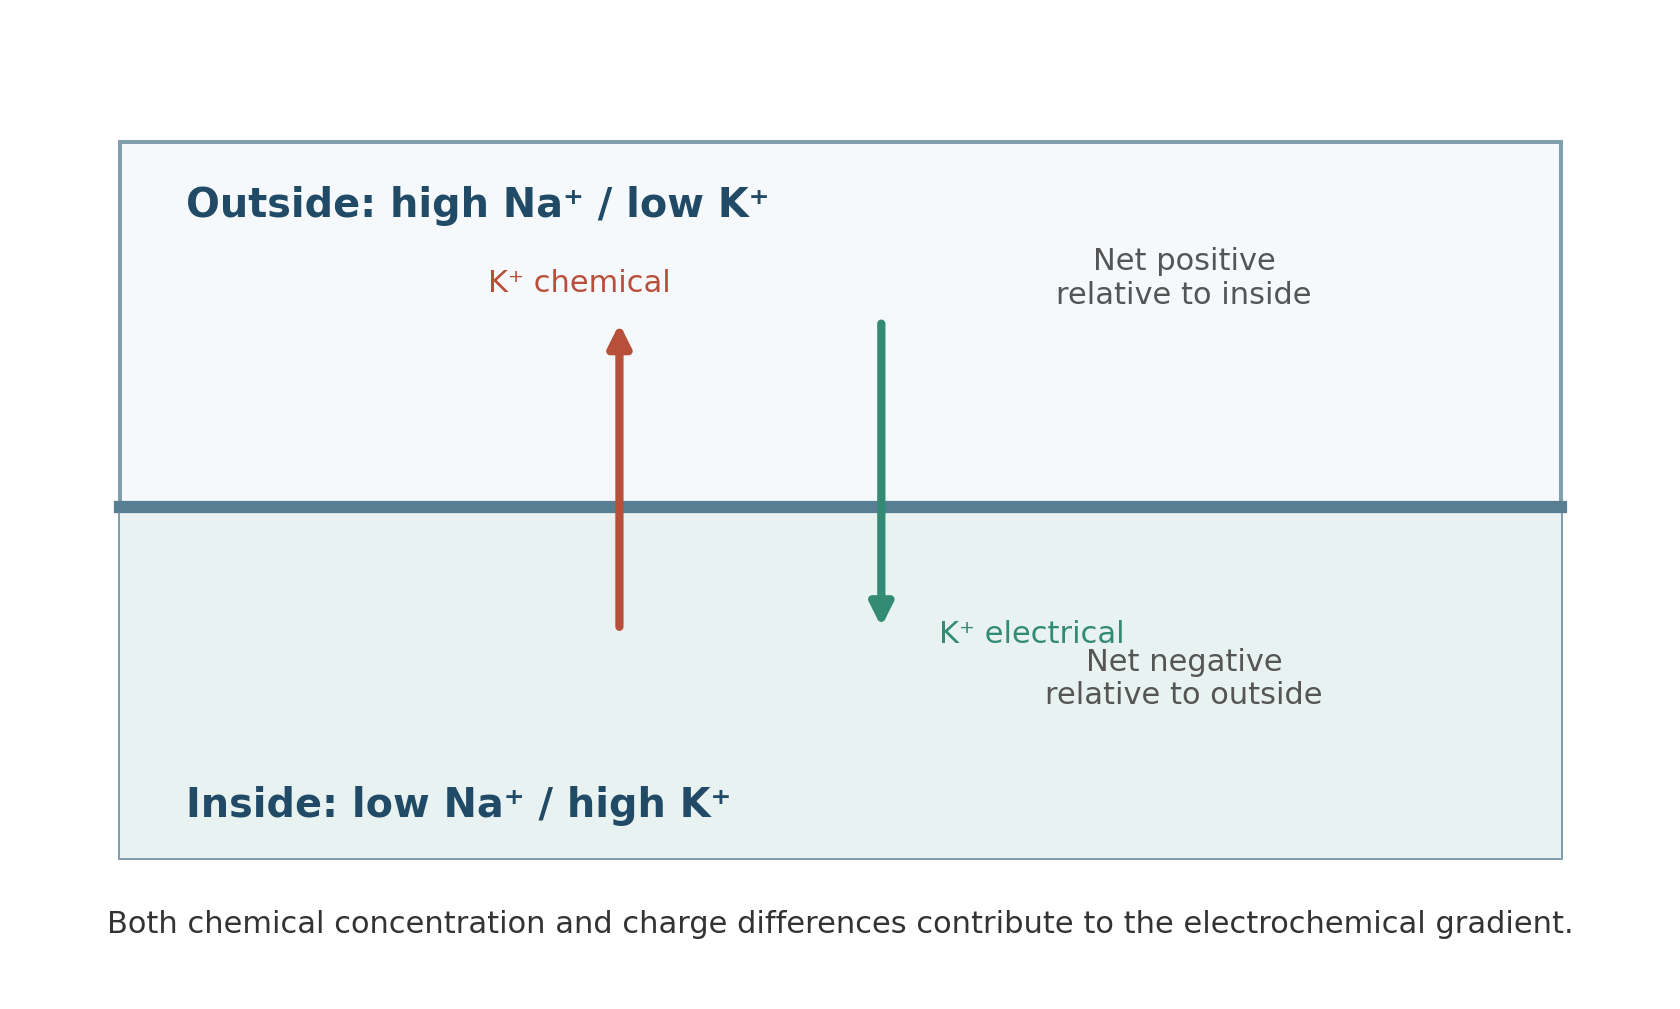 Outside: high Na⁺ / low K⁺
K⁺ chemical
Net positive
relative to inside
K⁺ electrical
Net negative
relative to outside
Inside: low Na⁺ / high K⁺
Both chemical concentration and charge differences contribute to the electrochemical gradient.